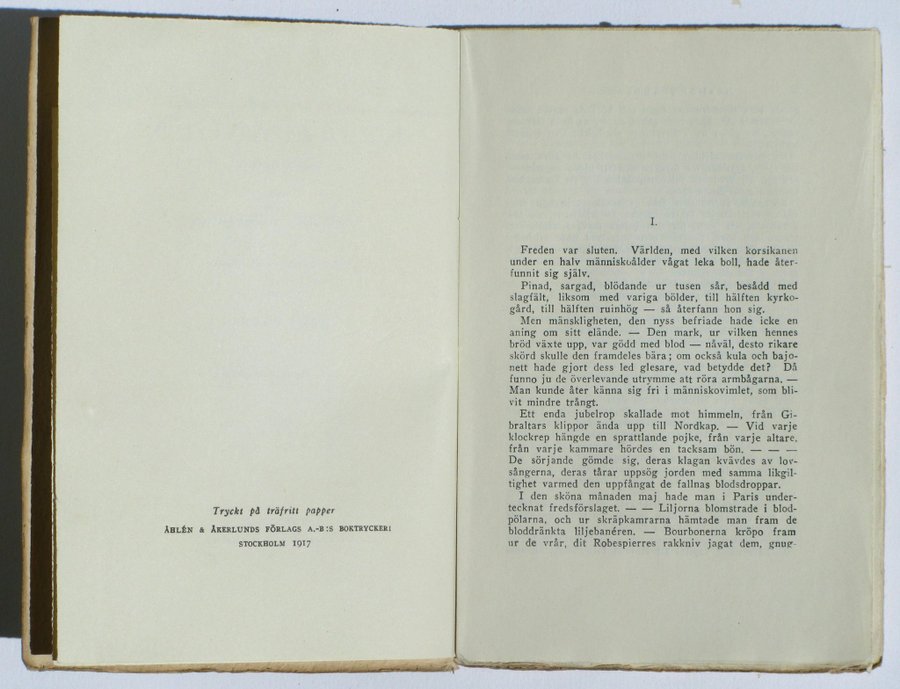 Tryckt på träfritt papper
ÅHLÉN & ÅKERLUNDS FÖRLAGS A.-B:S BOKTRYCKERI
STOCKHOLM 1917
I.
Freden var sluten. Världen, med vilken korsikanen
under en halv människoålder vågat leka boll, hade åter-
funnit sig själv.
Pinad, sargad, blödande ur tusen sår, besådd med
slagfält, liksom med variga bölder, till hälften kyrko-
gård, till hälften ruinhög — så återfann hon sig.
Men mänskligheten, den nyss befriade hade icke en
aning om sitt elände. — Den mark, ur vilken hennes
bröd växte upp, var gödd med blod — nåväl, desto rikare
skörd skulle den framdeles bära; om också kula och bajo-
nett hade gjort dess led glesare, vad betydde det? Då
funno ju de överlevande utrymme att röra armbågarna. —
Man kunde åter känna sig fri i människovimlet, som bli-
vit mindre trångt.
Ett enda jubelrop skallade mot himmeln, från Gi-
braltars klippor ända upp till Nordkap. — Vid varje
klockrep hängde en sprattlande pojke, från varje altare,
från varje kammare hördes en tacksam bön. — — —
De sörjande gömde sig, deras klagan kvävdes av lov-
sångerna, deras tårar uppsög jorden med samma likgil-
tighet varmed den uppfångat de fallnas blodsdroppar.
I den sköna månaden maj hade man i Paris under-
tecknat fredsförslaget. — — Liljorna blomstrade i blod-
pölarna, och ur skräpkamrarna hämtade man fram de
bloddränkta liljebanéren. — Bourbonerna kröpo fram
ur de vrår, dit Robespierres rakkniv jagat dem, gnug-